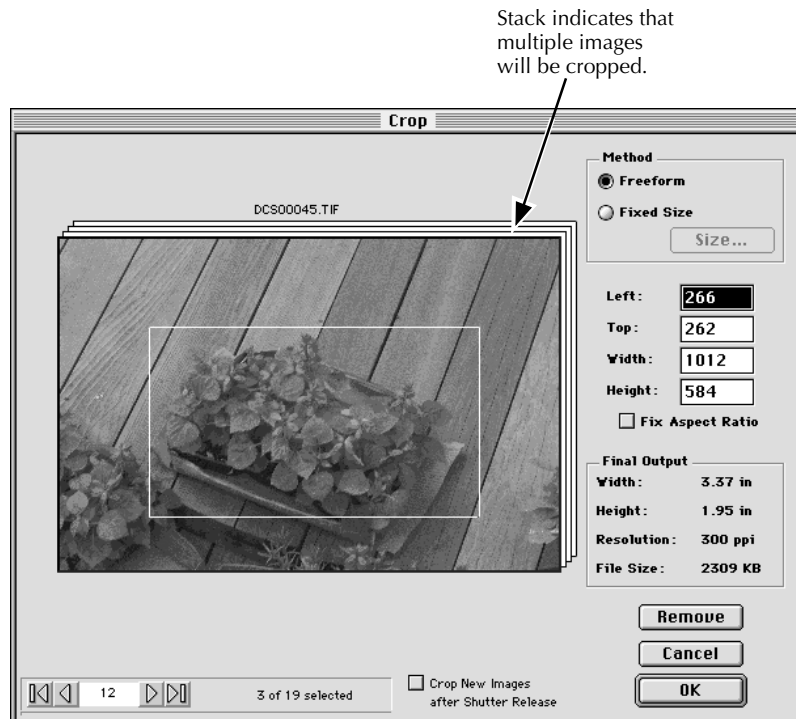 Stack indicates that
multiple images
will be cropped.
Crop
DCS00045.TIF
Method
Freeform
Fixed Size
Size...
Left: 266
Top: 262
Width: 1012
Height: 584
Fix Aspect Ratio
Final Output
Width: 3.37 in
Height: 1.95 in
Resolution: 300 ppi
File Size: 2309 KB
Remove
Cancel
OK
12
3 of 19 selected
Crop New Images
after Shutter Release